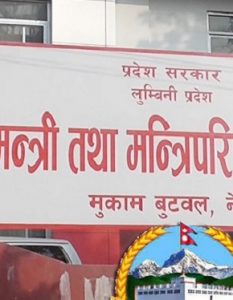 प्रदेश सरकार
लुम्बिनी प्रदेश
मन्त्री तथा मन्त्रिपरि
मुकाम बुटवल, ने